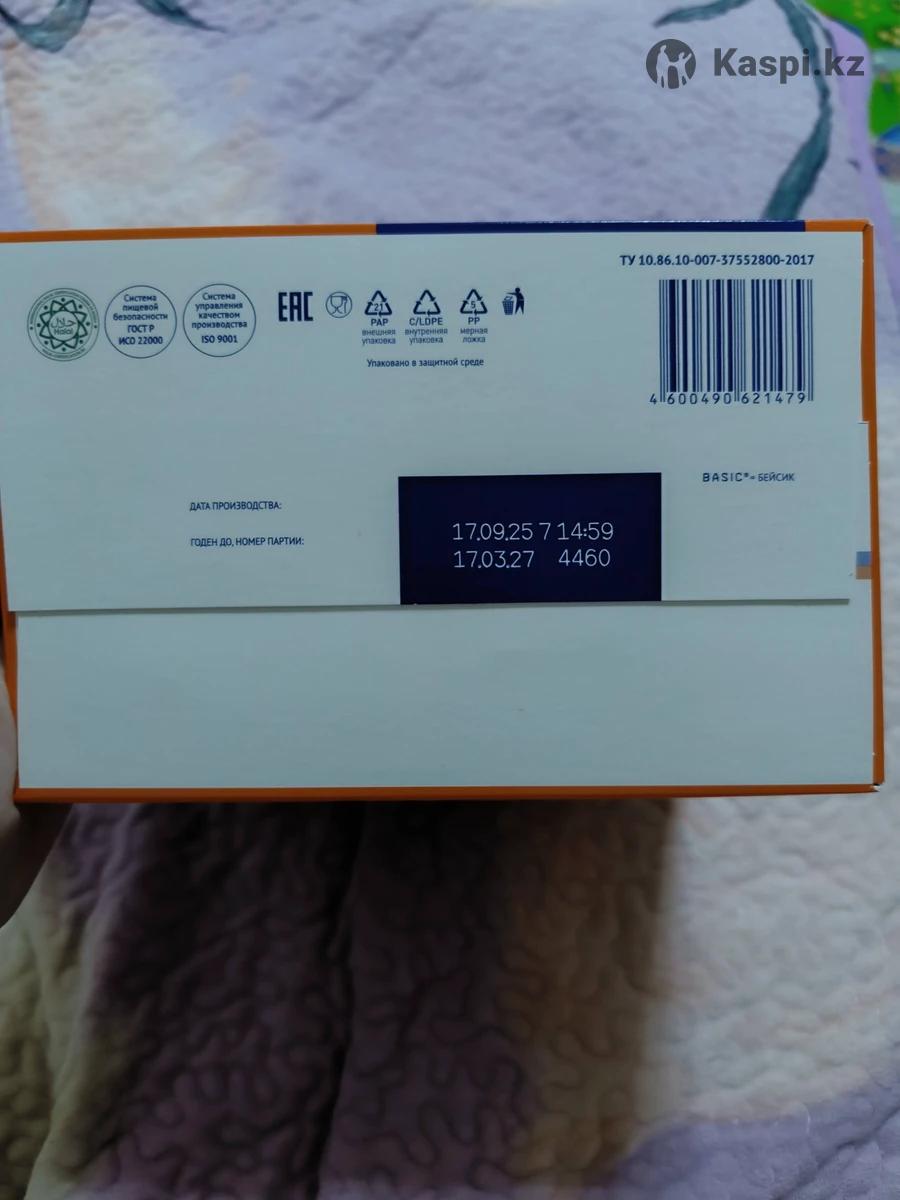 Kaspi.kz
ТУ 10.86.10-007-37552800-2017
حلال
Halal
Система
пищевой
безопасности
ГОСТ Р
ИСО 22000
Система
управления
качеством
производства
ISO 9001
EAC
21
PAP
внешняя
упаковка
C/LDPE
внутренняя
упаковка
5
PP
мерная
ложка
Упаковано в защитной среде
4 600490 621479
BASIC®= БЕЙСИК
ДАТА ПРОИЗВОДСТВА:
17.09.25 7 14:59
ГОДЕН ДО, НОМЕР ПАРТИИ:
17.03.27 4460